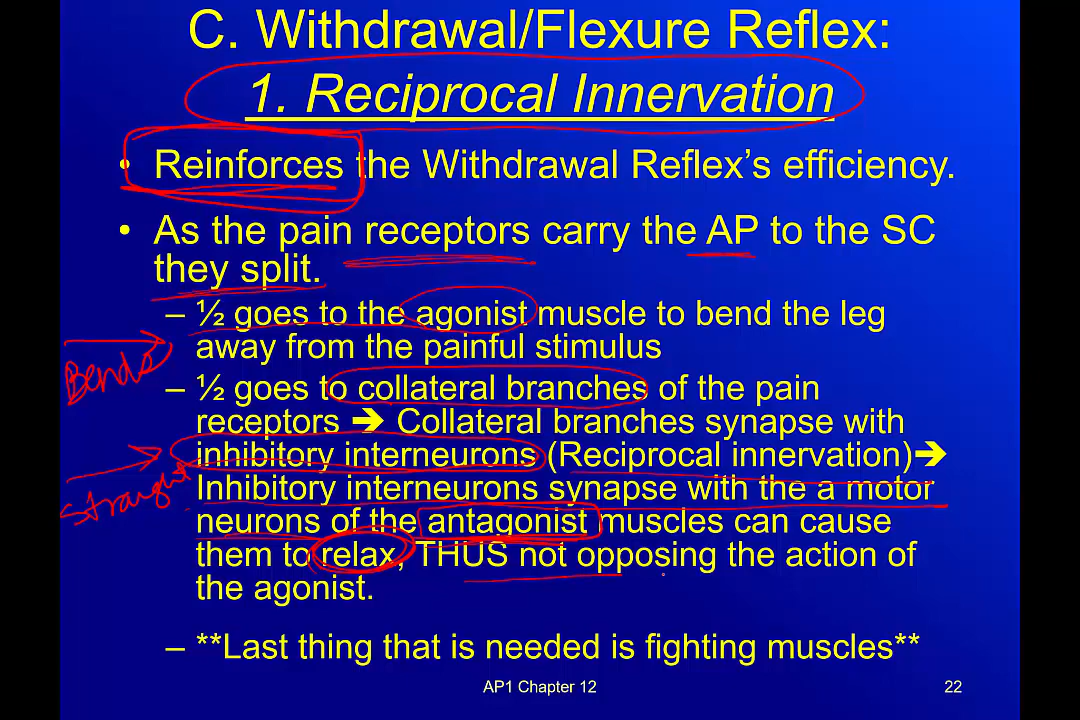 C. Withdrawal/Flexure Reflex:
1. Reciprocal Innervation
• Reinforces the Withdrawal Reflex's efficiency.
• As the pain receptors carry the AP to the SC
they split.
– ½ goes to the agonist muscle to bend the leg
away from the painful stimulus
Bends
– ½ goes to collateral branches of the pain
receptors ➔ Collateral branches synapse with
inhibitory interneurons (Reciprocal innervation)➔
Straight
Inhibitory interneurons synapse with the a motor
neurons of the antagonist muscles can cause
them to relax, THUS not opposing the action of
the agonist.
– **Last thing that is needed is fighting muscles**
AP1 Chapter 12
22